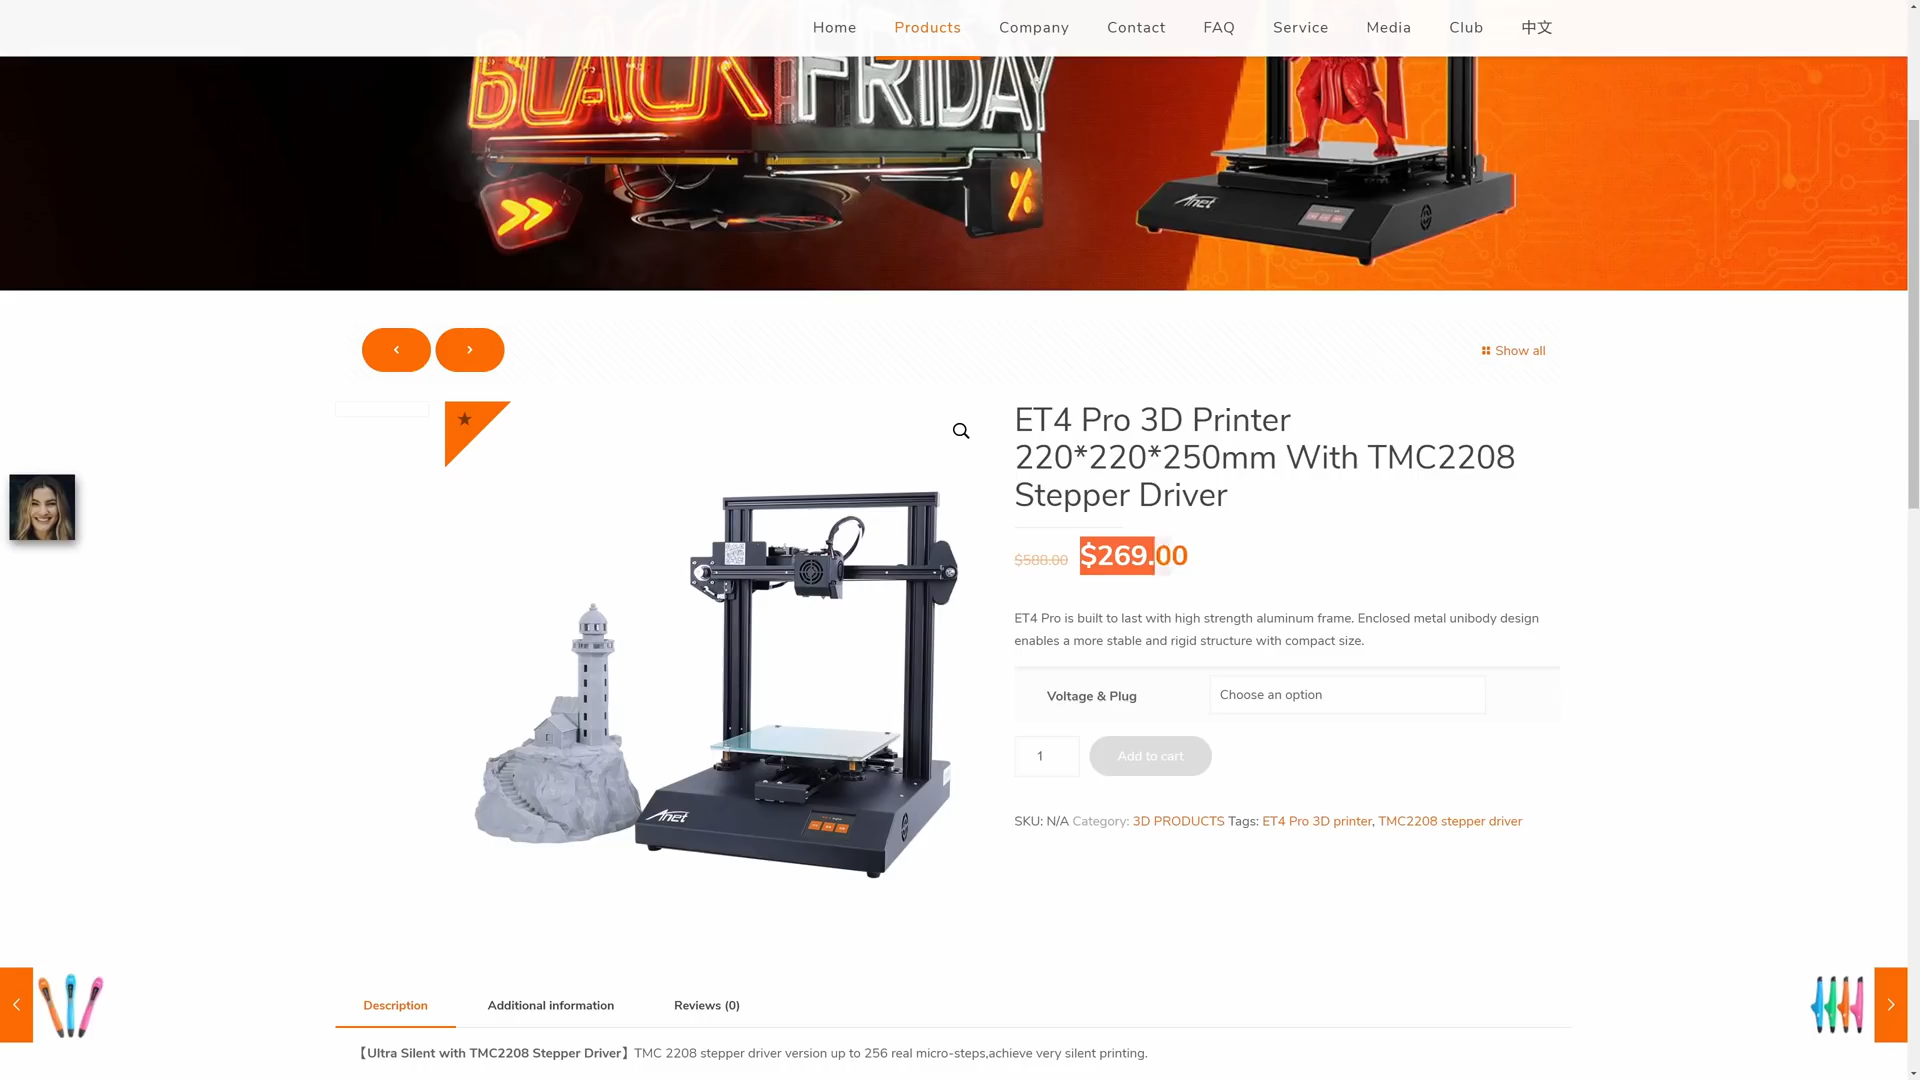 Home Products Company Contact FAQ Service Media Club 中文
BLACK FRIDAY
%
Anet
Show all
ET4 Pro 3D Printer
220*220*250mm With TMC2208
Stepper Driver
$588.00 $269.00
ET4 Pro is built to last with high strength aluminum frame. Enclosed metal unibody design
enables a more stable and rigid structure with compact size.
Voltage & Plug Choose an option
1 Add to cart
SKU: N/A Category: 3D PRODUCTS Tags: ET4 Pro 3D printer, TMC2208 stepper driver
Anet
Description Additional information Reviews (0)
【Ultra Silent with TMC2208 Stepper Driver】TMC 2208 stepper driver version up to 256 real micro-steps,achieve very silent printing.